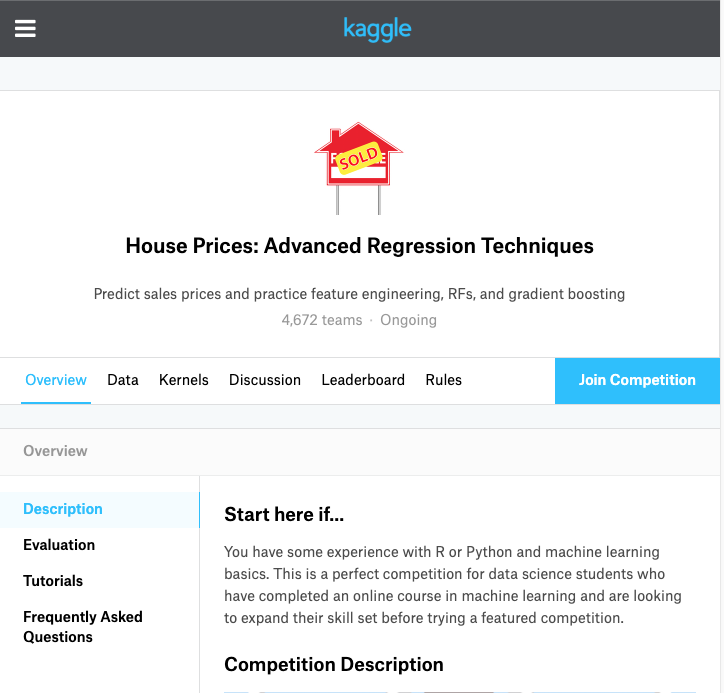 kaggle
SOLD
House Prices: Advanced Regression Techniques
Predict sales prices and practice feature engineering, RFs, and gradient boosting
4,672 teams · Ongoing
Overview Data Kernels Discussion Leaderboard Rules Join Competition
Overview
Description
Evaluation
Tutorials
Frequently Asked
Questions
Start here if...
You have some experience with R or Python and machine learning
basics. This is a perfect competition for data science students who
have completed an online course in machine learning and are looking
to expand their skill set before trying a featured competition.
Competition Description